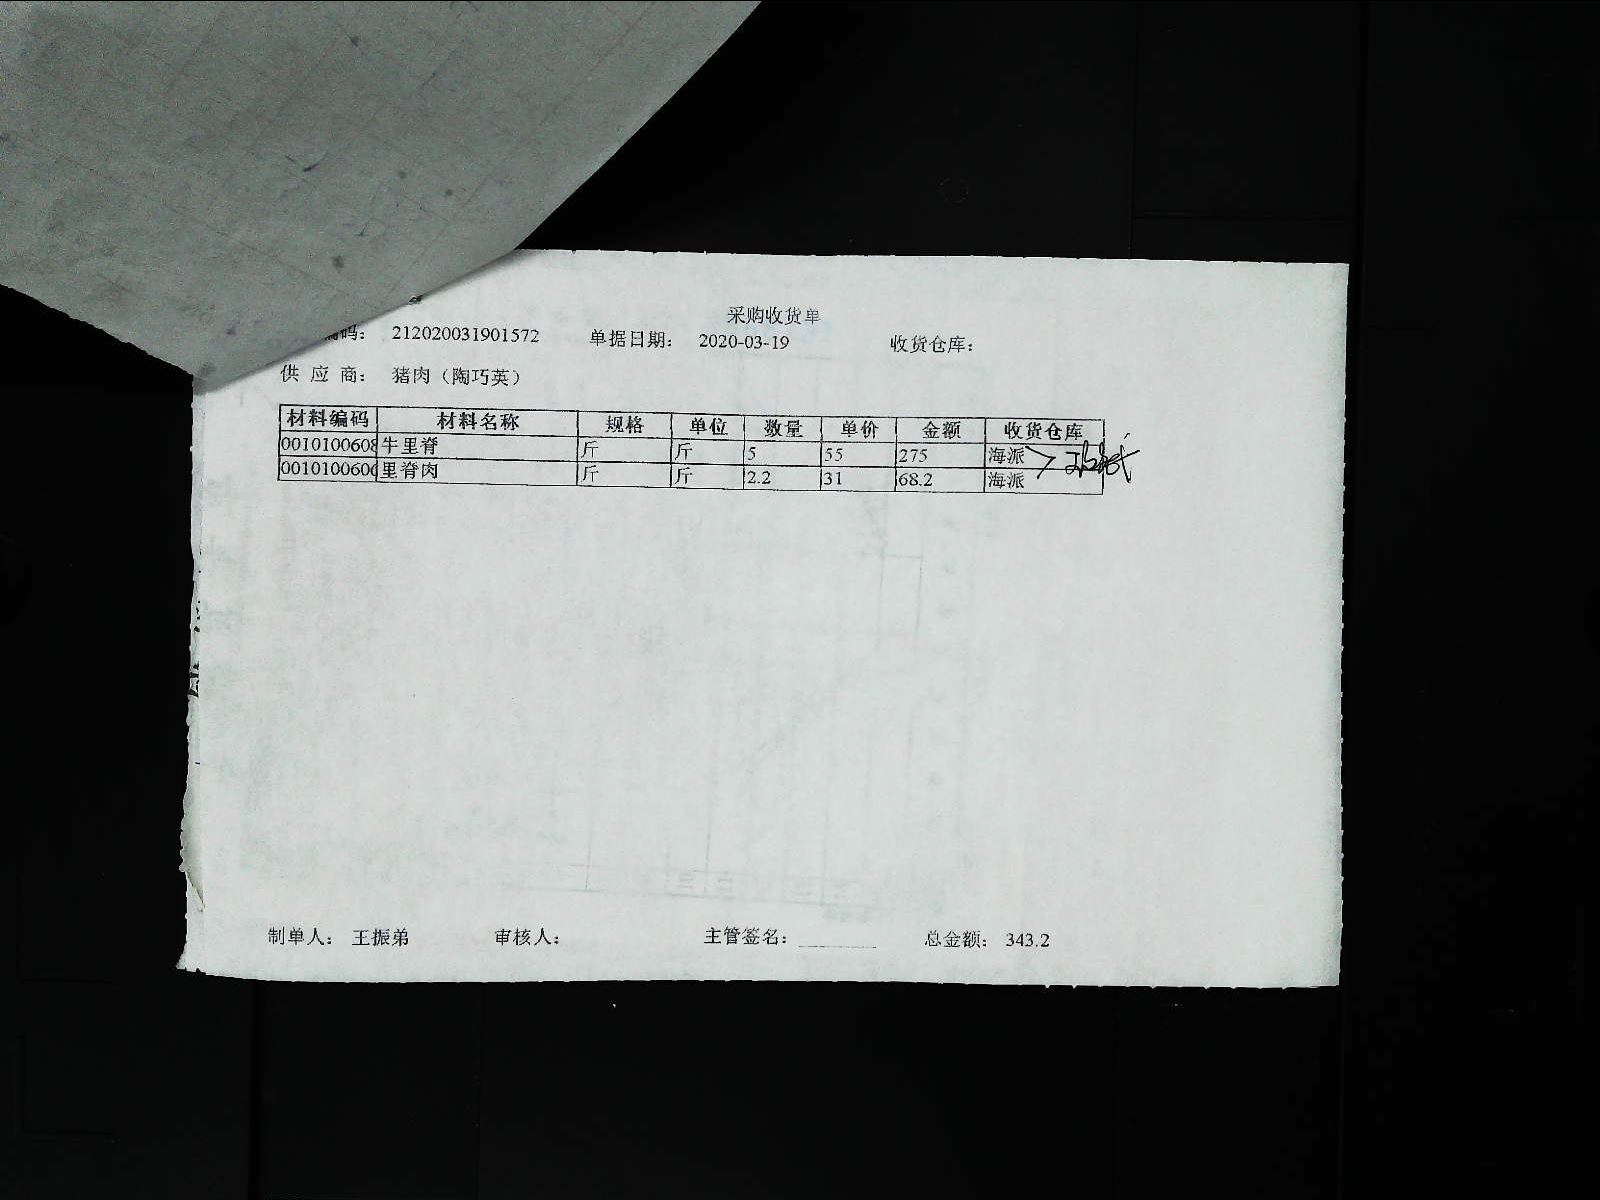 采购收货单
编码： 212020031901572 单据日期： 2020-03-19 收货仓库：
供 应 商： 猪肉（陶巧英）
材料编码 材料名称 规格 单位 数量 单价 金额 收货仓库
0010100608 牛里脊 斤 斤 5 55 275 海派
001010060 里脊肉 斤 斤 2.2 31 68.2 海派
制单人： 王振弟 审核人： 主管签名： 总金额： 343.2